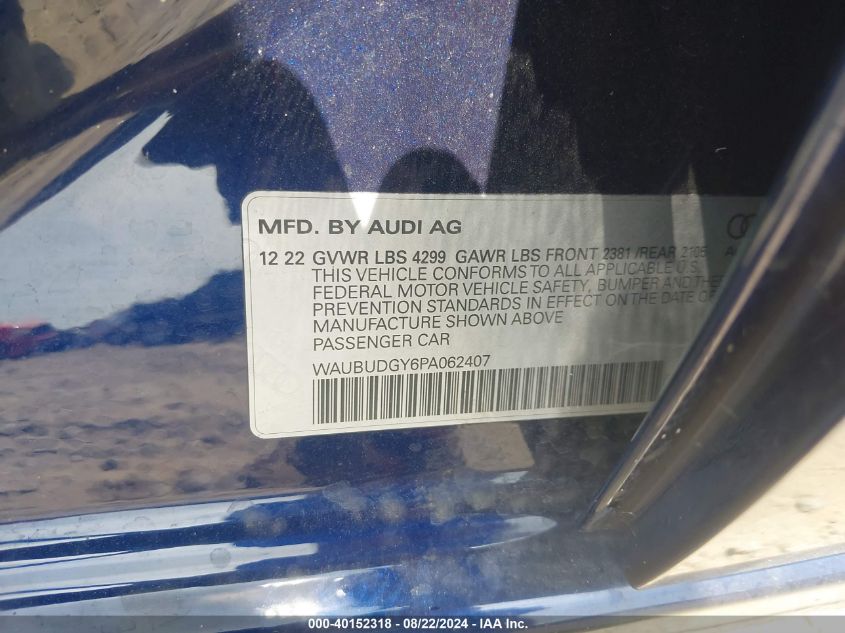 MFD. BY AUDI AG
12 22 GVWR LBS 4299 GAWR LBS FRONT 2381 /REAR 2106
THIS VEHICLE CONFORMS TO ALL APPLICABLE U.S.
FEDERAL MOTOR VEHICLE SAFETY, BUMPER AND THEFT
PREVENTION STANDARDS IN EFFECT ON THE DATE OF
MANUFACTURE SHOWN ABOVE
PASSENGER CAR
WAUBUDGY6PA062407
000-40152318 - 08/22/2024 - IAA Inc.